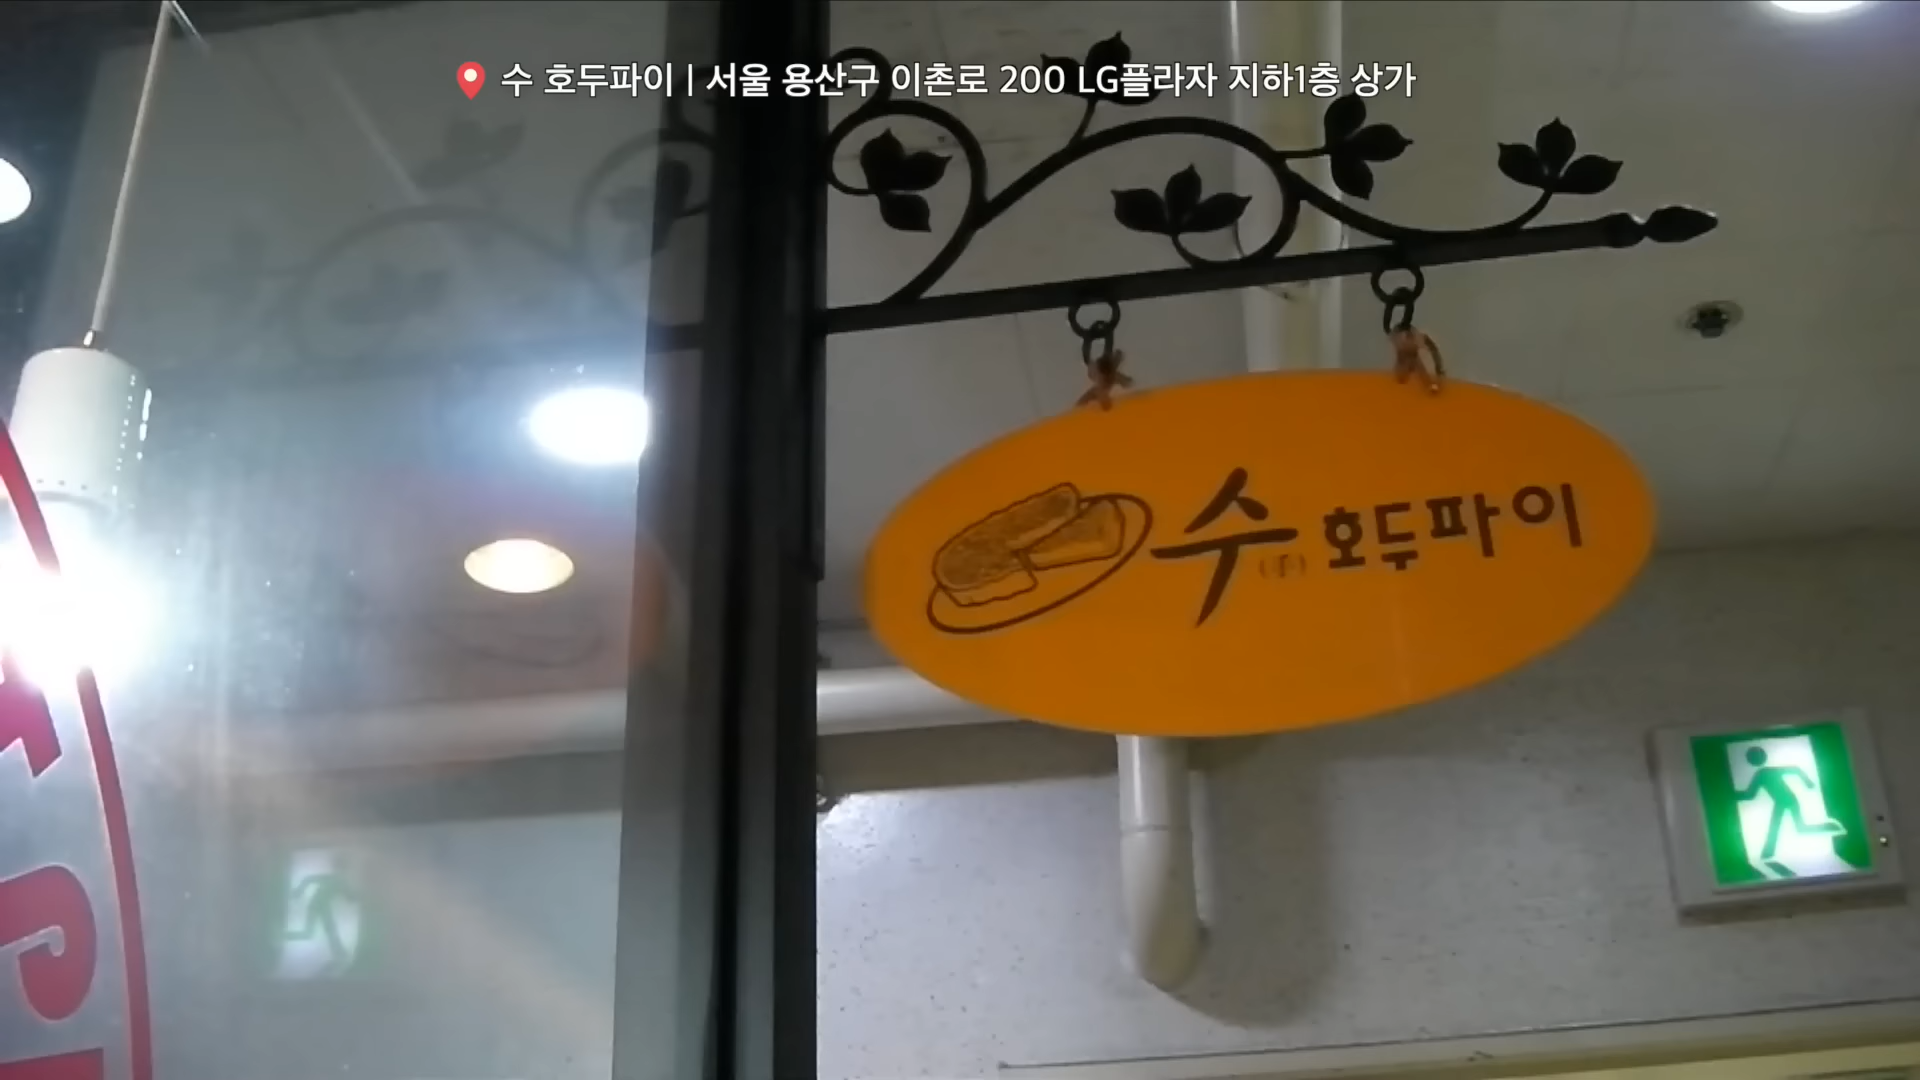 수 호두파이 | 서울 용산구 이촌로 200 LG플라자 지하1층 상가
수 (주) 호두파이